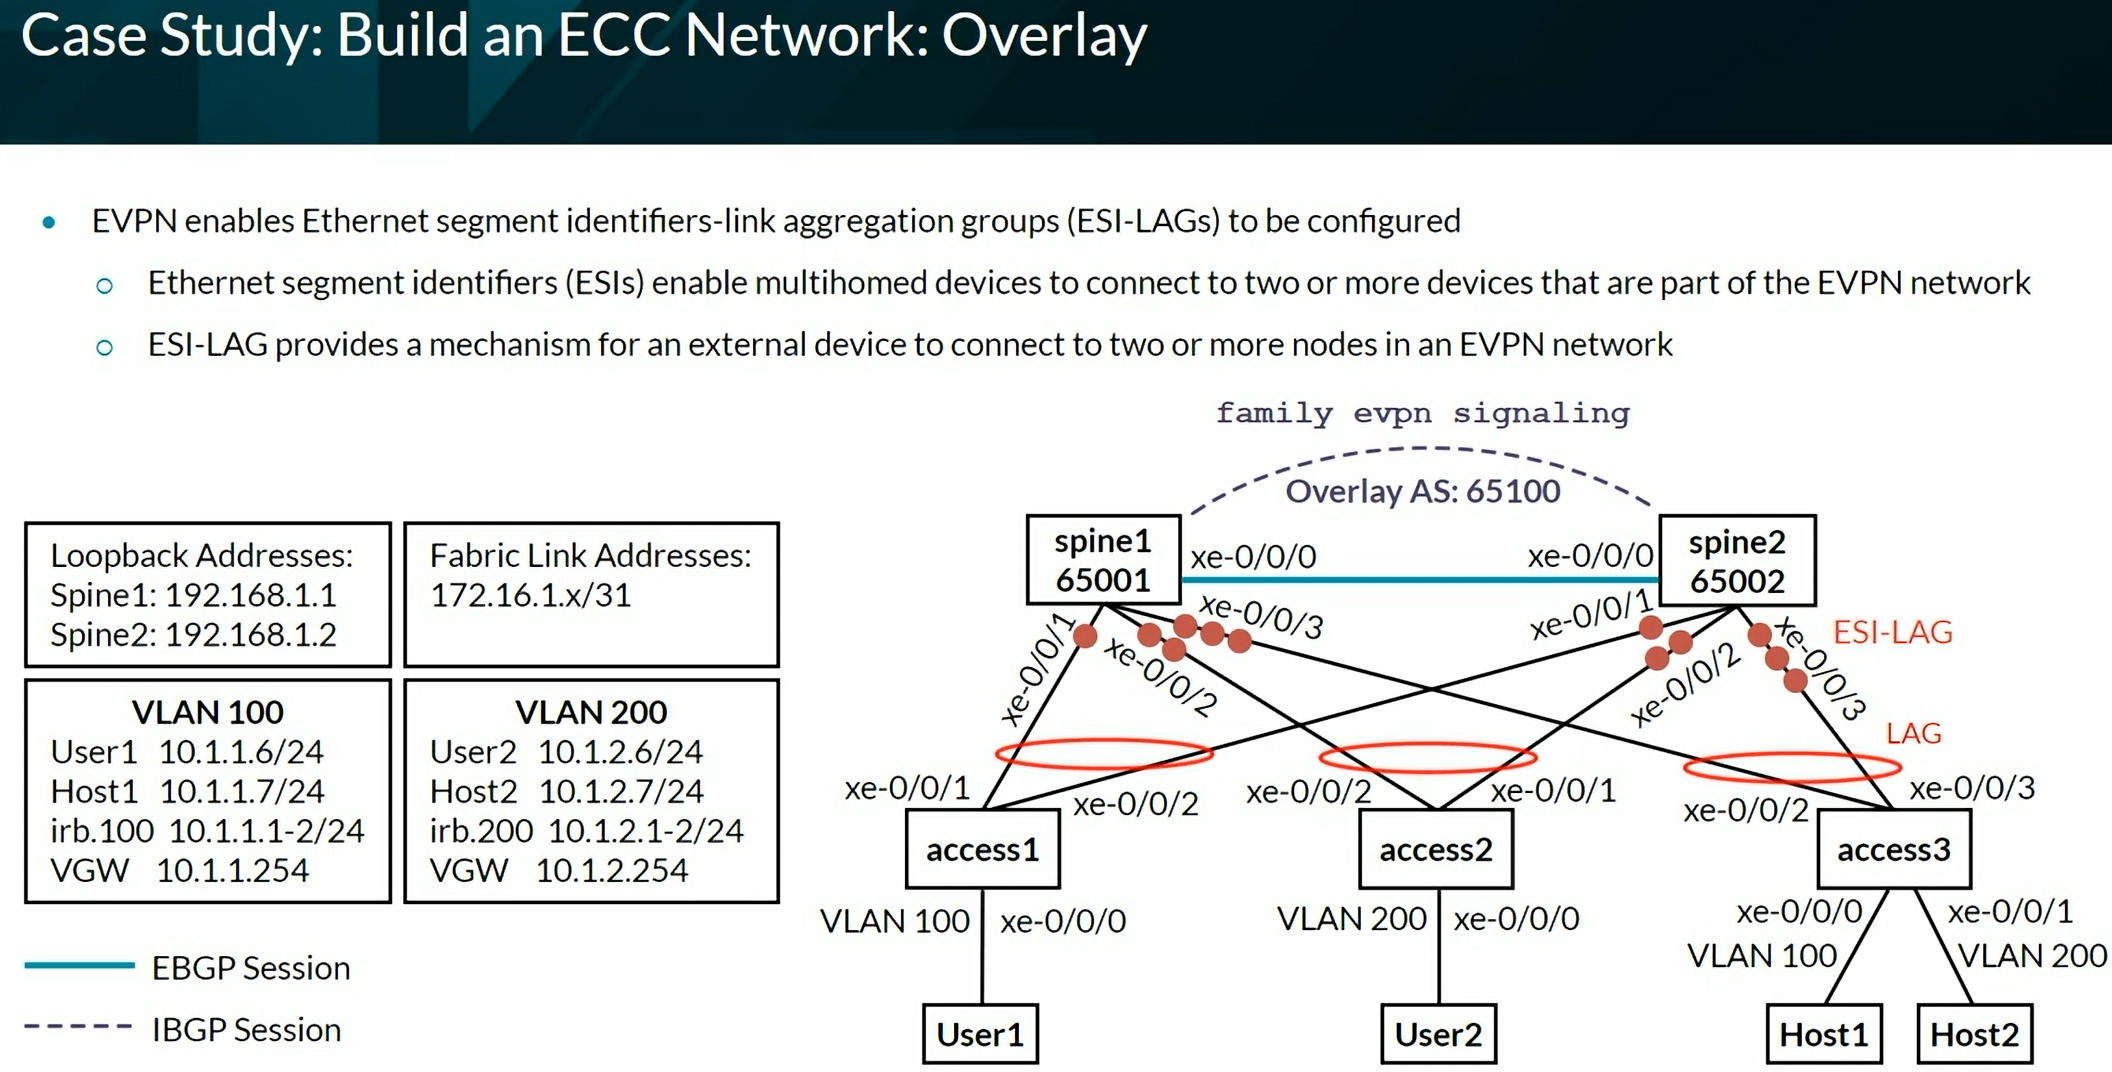 Case Study: Build an ECC Network: Overlay
EVPN enables Ethernet segment identifiers-link aggregation groups (ESI-LAGs) to be configured
Ethernet segment identifiers (ESIs) enable multihomed devices to connect to two or more devices that are part of the EVPN network
ESI-LAG provides a mechanism for an external device to connect to two or more nodes in an EVPN network
Loopback Addresses:
Spine1: 192.168.1.1
Spine2: 192.168.1.2
Fabric Link Addresses:
172.16.1.x/31
VLAN 100
User1 10.1.1.6/24
Host1 10.1.1.7/24
irb.100 10.1.1.1-2/24
VGW 10.1.1.254
VLAN 200
User2 10.1.2.6/24
Host2 10.1.2.7/24
irb.200 10.1.2.1-2/24
VGW 10.1.2.254
EBGP Session
IBGP Session
family evpn signaling
Overlay AS: 65100
spine1
65001
xe-0/0/0
xe-0/0/0
spine2
65002
xe-0/0/1
xe-0/0/2
xe-0/0/3
xe-0/0/1
xe-0/0/2
xe-0/0/3
ESI-LAG
LAG
xe-0/0/1
xe-0/0/2
xe-0/0/2
xe-0/0/1
xe-0/0/2
xe-0/0/3
access1
access2
access3
VLAN 100
xe-0/0/0
VLAN 200
xe-0/0/0
xe-0/0/0
VLAN 100
xe-0/0/1
VLAN 200
User1
User2
Host1
Host2